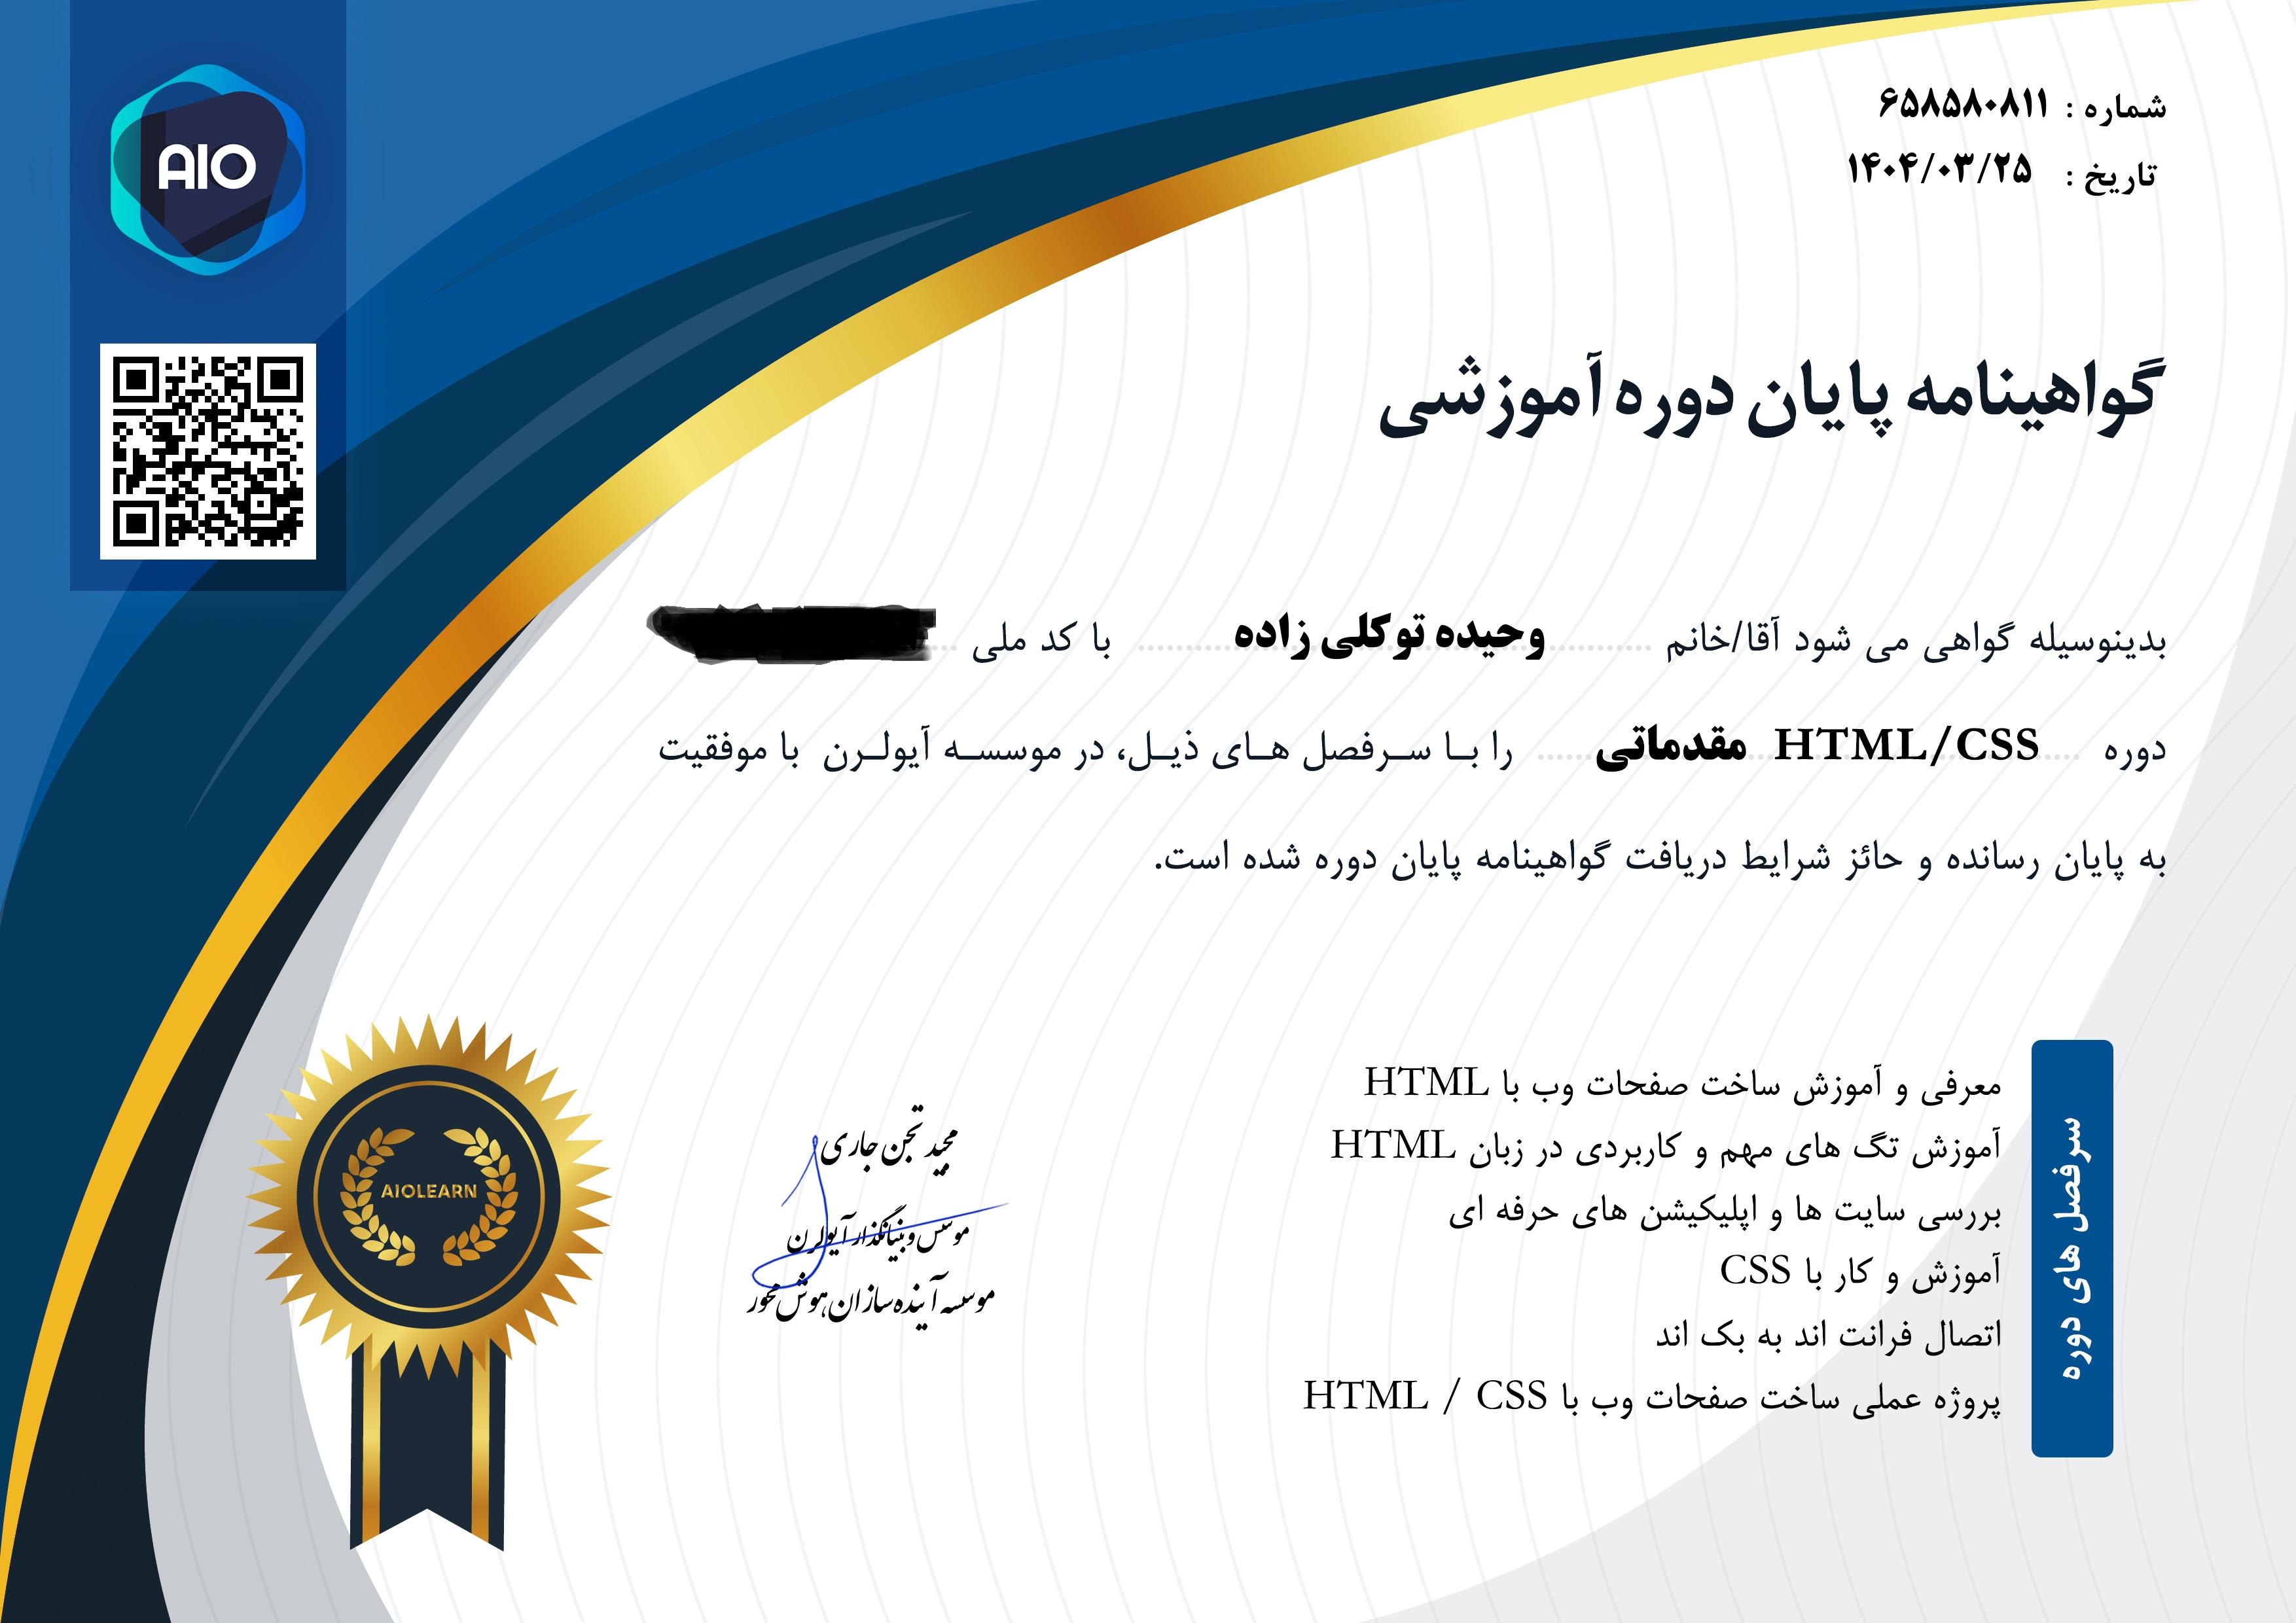 AIO
شماره : ۶۵۸۵۸۰۸۱۱
تاریخ : ۱۴۰۴/۰۳/۲۵
گواهینامه پایان دوره آموزشی
بدینوسیله گواهی می شود آقا/خانم وحیده توکلی زاده با کد ملی
دوره HTML/CSS مقدماتی را با سرفصل های ذیل، در موسسه آیولرن با موفقیت
به پایان رسانده و حائز شرایط دریافت گواهینامه پایان دوره شده است.
سرفصل های دوره
معرفی و آموزش ساخت صفحات وب با HTML
آموزش تگ های مهم و کاربردی در زبان HTML
بررسی سایت ها و اپلیکیشن های حرفه ای
آموزش و کار با CSS
اتصال فرانت اند به بک اند
پروژه عملی ساخت صفحات وب با HTML / CSS
مجید تجن جاری
موسس و بنیانگذار آیولرن
موسسه آینده سازان هوش محور
AIOLEARN